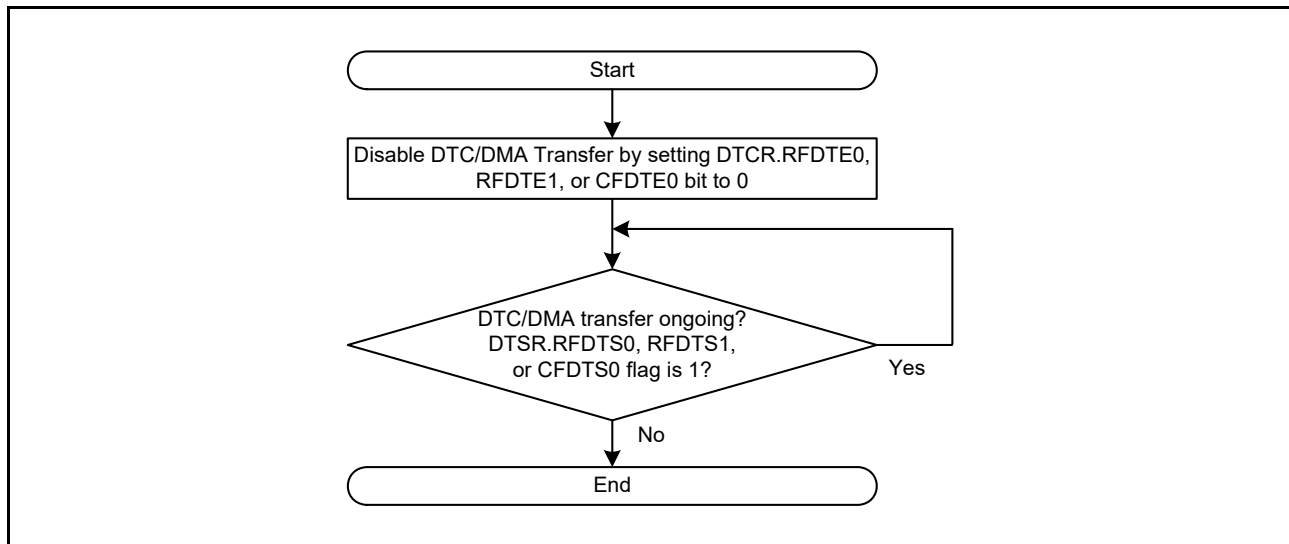 Start
Disable DTC/DMA Transfer by setting DTCR.RFDTE0,
RFDTE1, or CFDTE0 bit to 0
DTC/DMA transfer ongoing?
DTSR.RFDTS0, RFDTS1,
or CFDTS0 flag is 1?
Yes
No
End